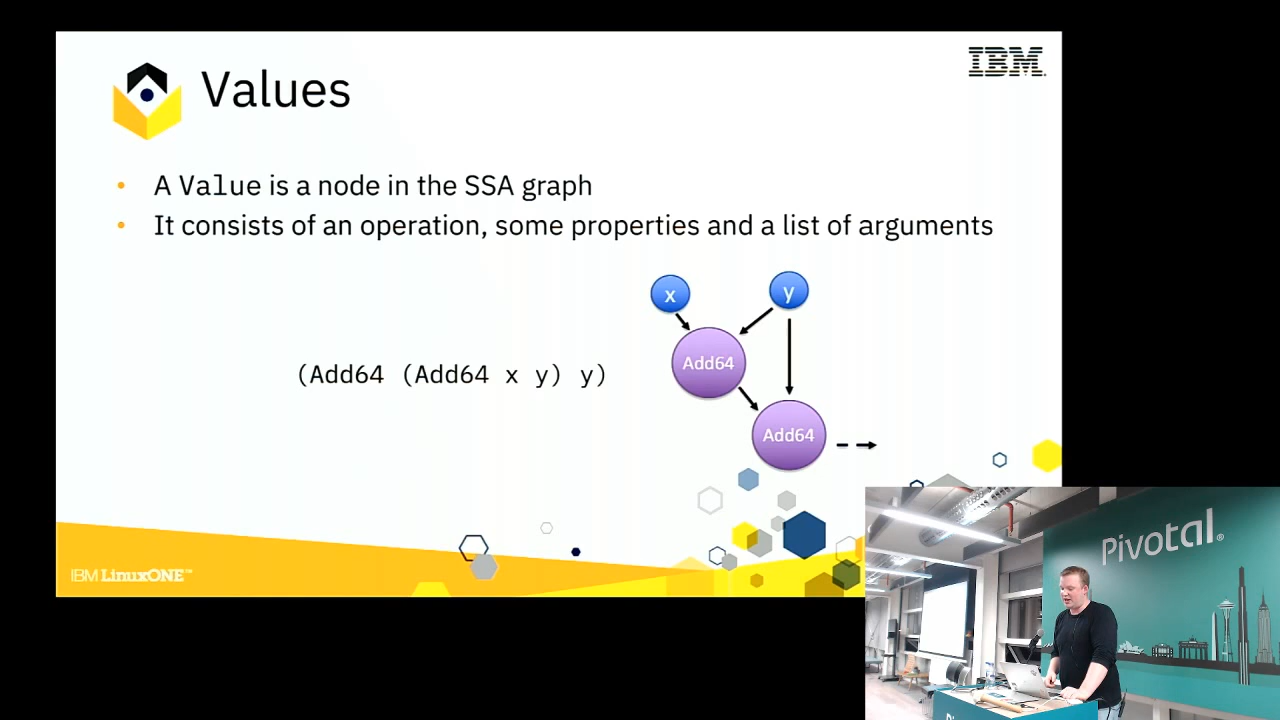 IBM
Values
• A Value is a node in the SSA graph
• It consists of an operation, some properties and a list of arguments
x
y
Add64
(Add64 (Add64 x y) y)
Add64
IBM LinuxONE™
Pivotal.